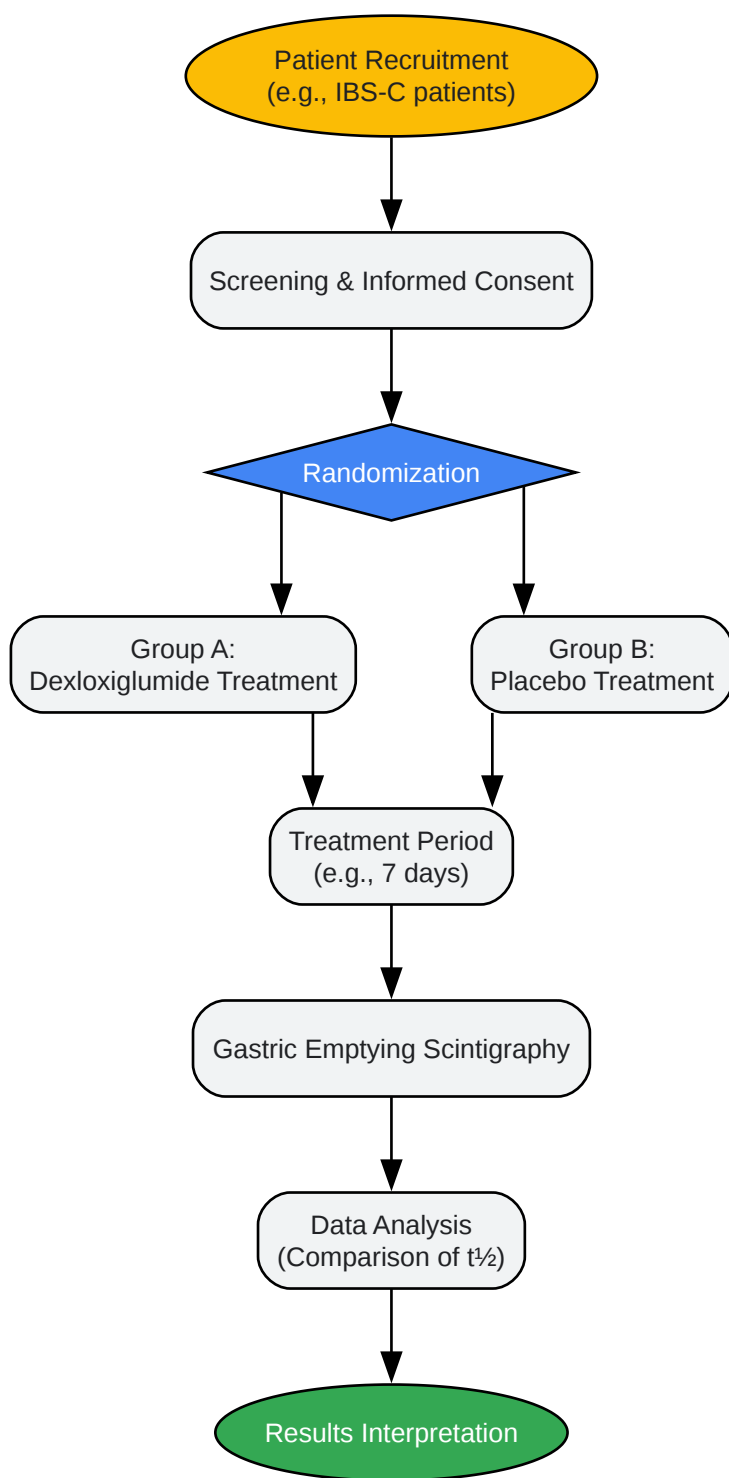 Patient Recruitment
(e.g., IBS-C patients)
Screening & Informed Consent
Randomization
Group A:
Dexloxiglumide Treatment
Group B:
Placebo Treatment
Treatment Period
(e.g., 7 days)
Gastric Emptying Scintigraphy
Data Analysis
(Comparison of t½)
Results Interpretation